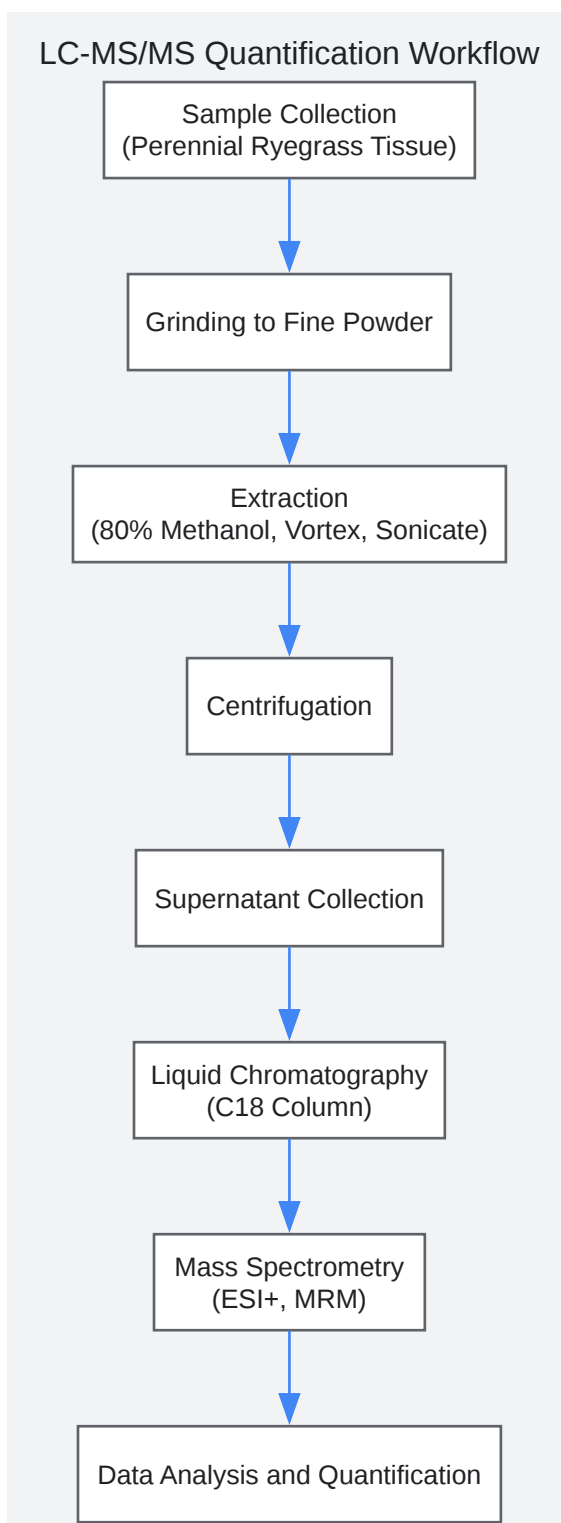 LC-MS/MS Quantification Workflow
Sample Collection
(Perennial Ryegrass Tissue)
Grinding to Fine Powder
Extraction
(80% Methanol, Vortex, Sonicate)
Centrifugation
Supernatant Collection
Liquid Chromatography
(C18 Column)
Mass Spectrometry
(ESI+, MRM)
Data Analysis and Quantification